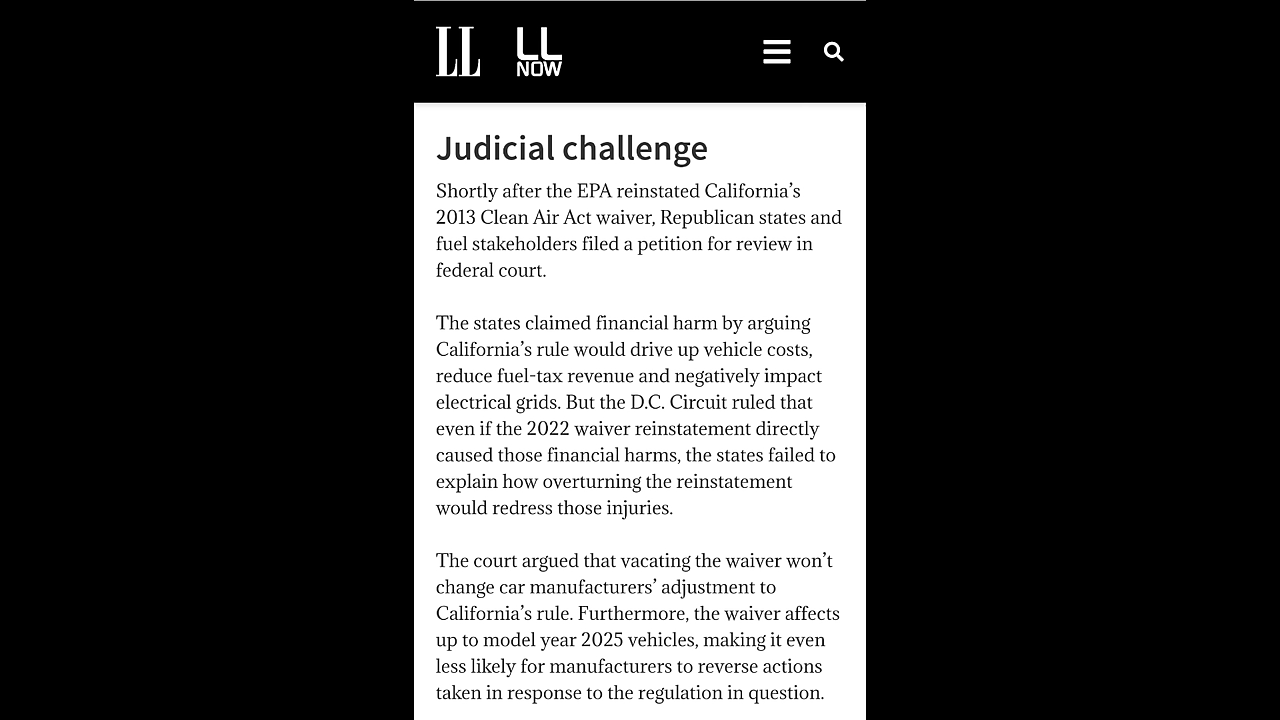 LL
LL
NOW
Judicial challenge
Shortly after the EPA reinstated California’s
2013 Clean Air Act waiver, Republican states and
fuel stakeholders filed a petition for review in
federal court.
The states claimed financial harm by arguing
California’s rule would drive up vehicle costs,
reduce fuel-tax revenue and negatively impact
electrical grids. But the D.C. Circuit ruled that
even if the 2022 waiver reinstatement directly
caused those financial harms, the states failed to
explain how overturning the reinstatement
would redress those injuries.
The court argued that vacating the waiver won’t
change car manufacturers’ adjustment to
California’s rule. Furthermore, the waiver affects
up to model year 2025 vehicles, making it even
less likely for manufacturers to reverse actions
taken in response to the regulation in question.